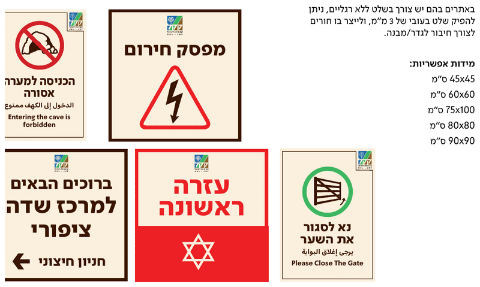 באתרים בהם יש צורך בשלט ללא רגליים, ניתן
להפיק שלט בעובי של 3 מ״מ, ולייצר בו חורים
לצורך חיבור לגדר/מבנה.
מידות אפשריות:
45x45 ס״מ
60x60 ס״מ
75x100 ס״מ
80x80 ס״מ
90x90 ס״מ
מפסק חירום
הכניסה למערה
אסורה
الدخول إلى الكهف ممنوع
Entering the cave is
forbidden
נא לסגור
את השער
يرجى إغلاق البوابة
Please Close The Gate
עזרה
ראשונה
ברוכים הבאים
למרכז שדה
ציפורי
חניון חיצוני